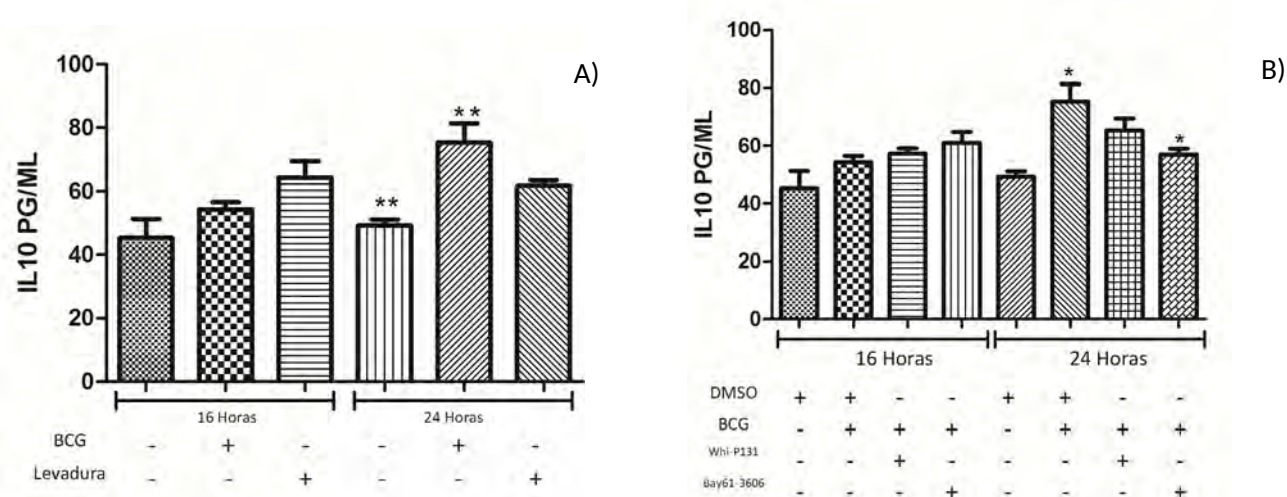 A)
IL10 PG/ML
100
80
60
40
20
0
**
**
16 Horas
24 Horas
BCG - + - - + -
Levadura - - + - - +
B)
IL10 PG/ML
100
80
60
40
20
0
*
*
16 Horas
24 Horas
DMSO + + - - + + - -
BCG - + + + - + + +
Whi-P131 - - + - - - + -
Bay61-3606 - - - + - - - +